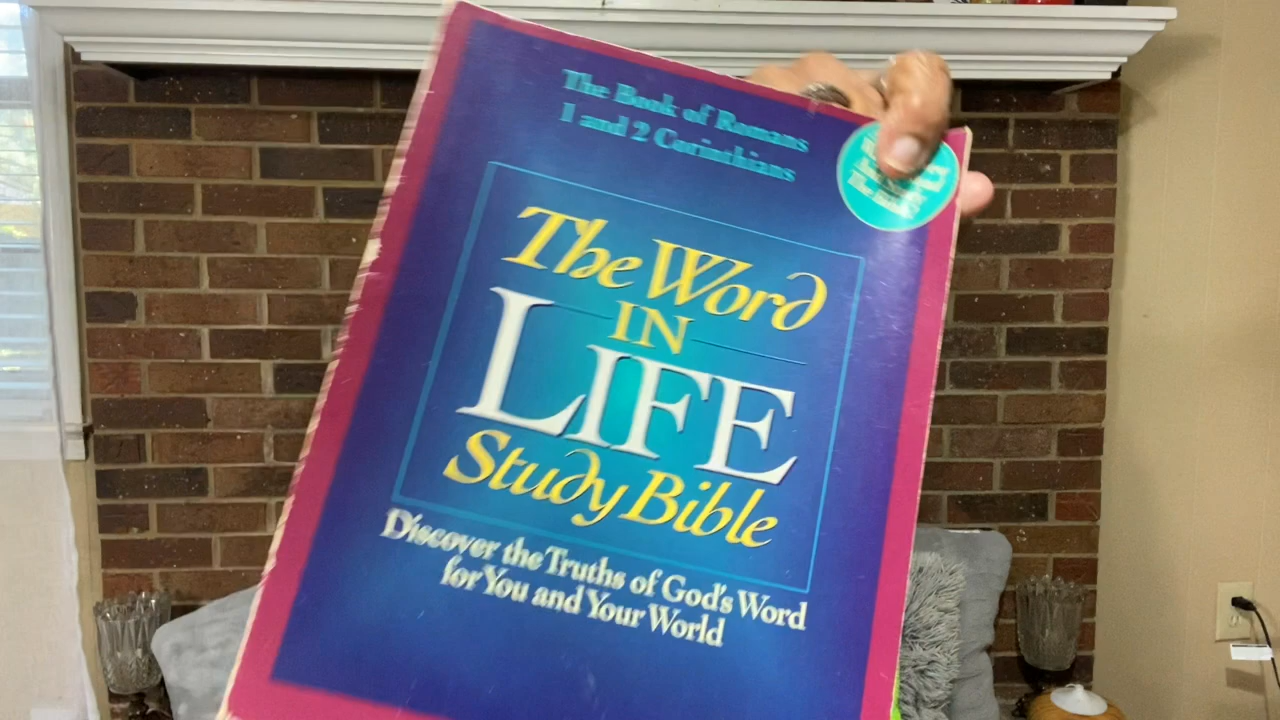 The Book of Romans
1 and 2 Corinthians
The Word
IN
LIFE
Study Bible
Discover the Truths of God's Word
for You and Your World